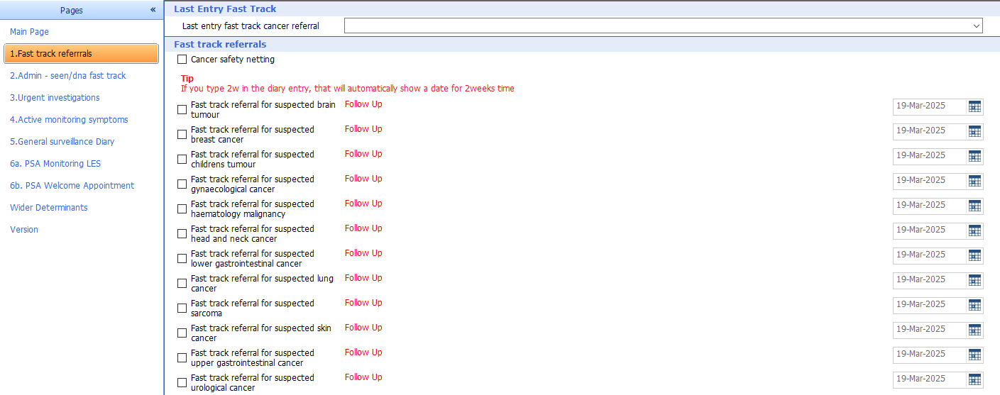 Pages «
Main Page
1.Fast track referrrals
2.Admin - seen/dna fast track
3.Urgent investigations
4.Active monitoring symptoms
5.General surveillance Diary
6a. PSA Monitoring LES
6b. PSA Welcome Appointment
Wider Determinants
Version
Last Entry Fast Track
Last entry fast track cancer referral
Fast track referrals
Cancer safety netting
Tip
If you type 2w in the diary entry, that will automatically show a date for 2weeks time
Fast track referral for suspected brain Follow Up 19-Mar-2025
tumour
Fast track referral for suspected Follow Up 19-Mar-2025
breast cancer
Fast track referral for suspected Follow Up 19-Mar-2025
childrens tumour
Fast track referral for suspected Follow Up 19-Mar-2025
gynaecological cancer
Fast track referral for suspected Follow Up 19-Mar-2025
haematology malignancy
Fast track referral for suspected Follow Up 19-Mar-2025
head and neck cancer
Fast track referral for suspected Follow Up 19-Mar-2025
lower gastrointestinal cancer
Fast track referral for suspected lung Follow Up 19-Mar-2025
cancer
Fast track referral for suspected Follow Up 19-Mar-2025
sarcoma
Fast track referral for suspected skin Follow Up 19-Mar-2025
cancer
Fast track referral for suspected Follow Up 19-Mar-2025
upper gastrointestinal cancer
Fast track referral for suspected Follow Up 19-Mar-2025
urological cancer